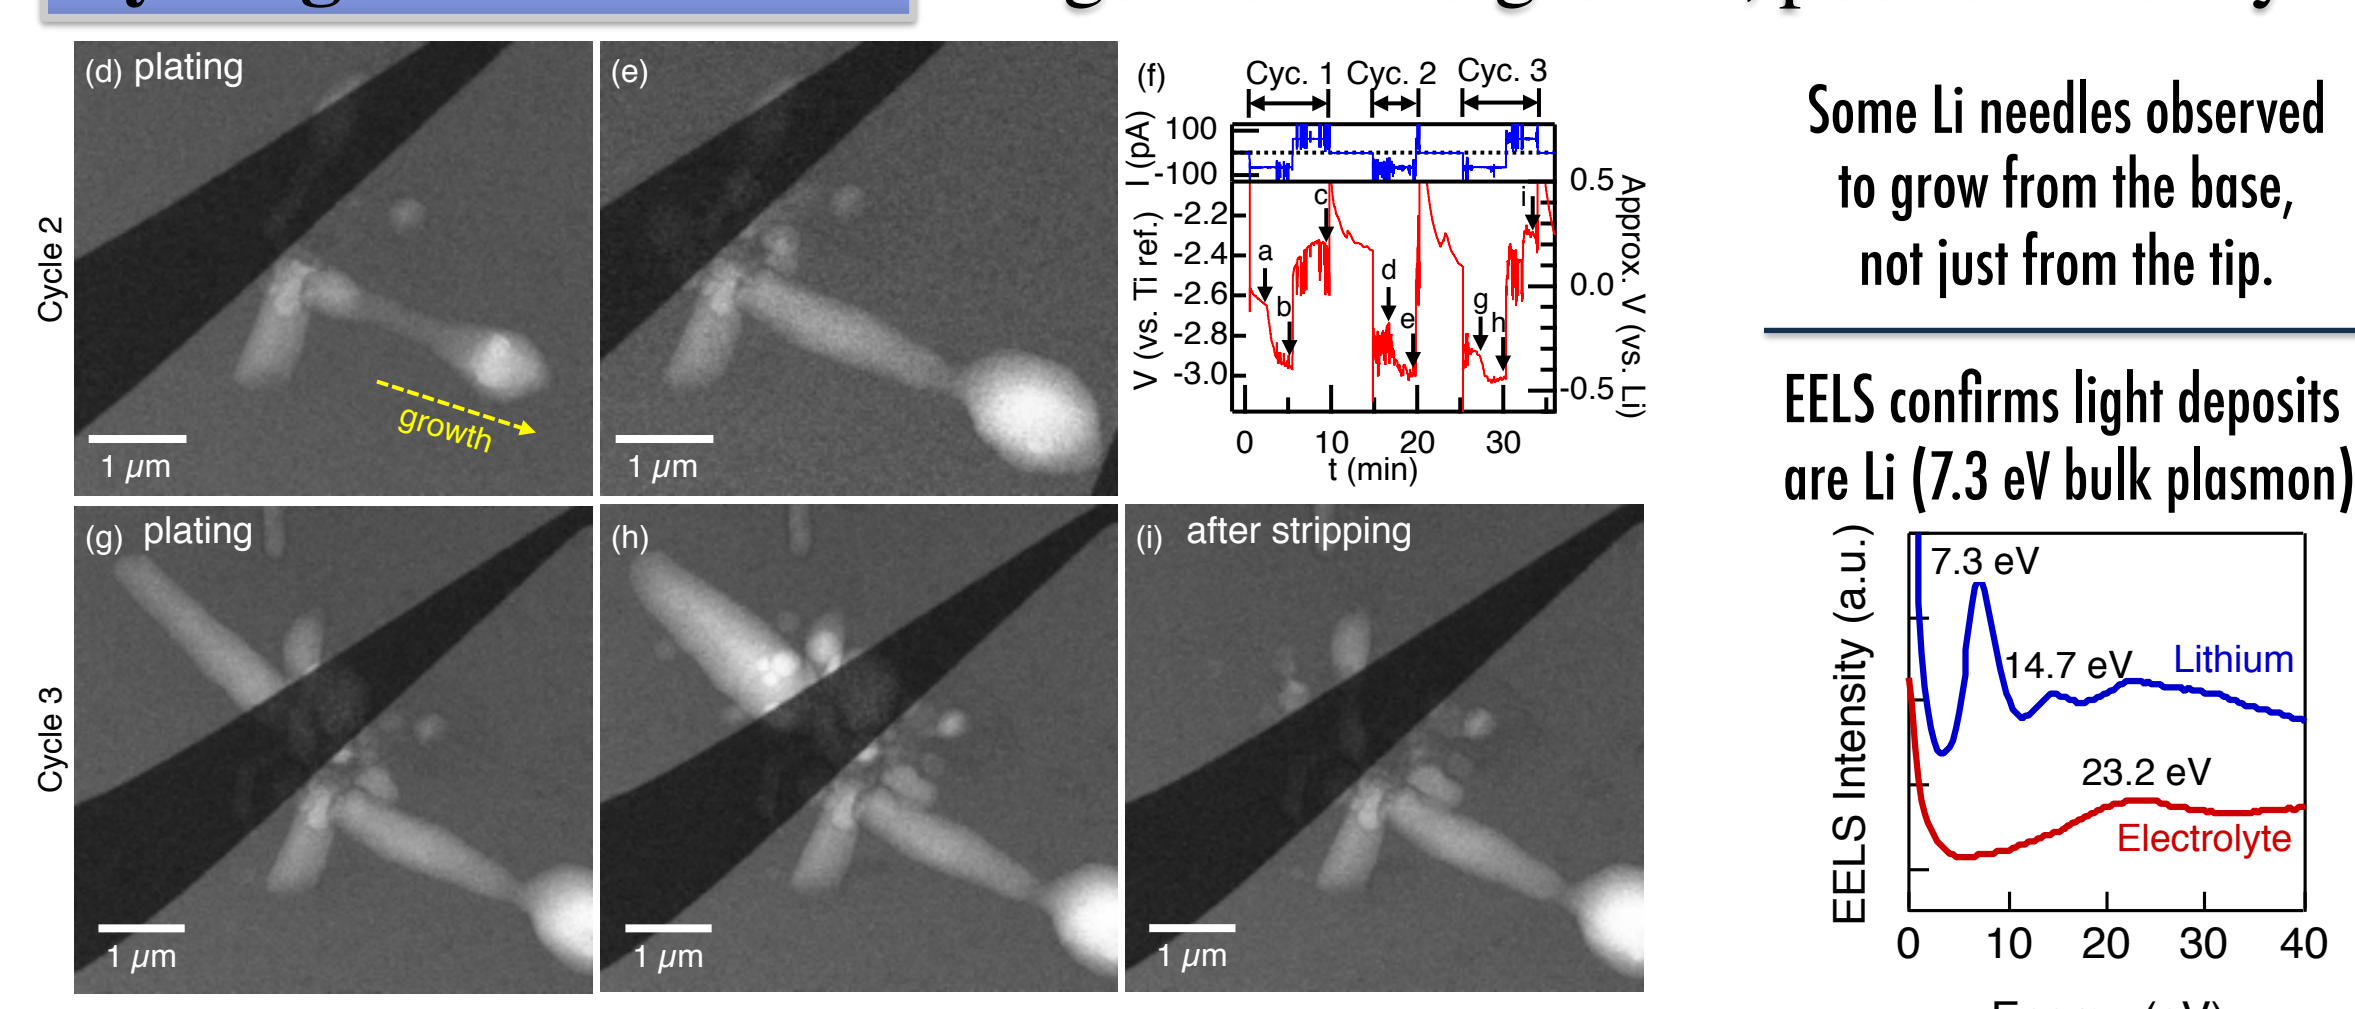 (d) plating
growth
1 µm
Cycle 2
(e)
1 µm
(f)
Cyc. 1 Cyc. 2 Cyc. 3
I (pA)
100
-100
V (vs. Ti ref.)
-2.2
-2.4
-2.6
-2.8
-3.0
a
b
c
d
e
g
h
i
0.5
0.0
-0.5
Approx. V (vs. Li)
0 10 20 30
t (min)
Some Li needles observed
to grow from the base,
not just from the tip.
EELS confirms light deposits
are Li (7.3 eV bulk plasmon)
Cycle 3
(g) plating
1 µm
(h)
1 µm
(i) after stripping
1 µm
EELS Intensity (a.u.)
7.3 eV
14.7 eV
Lithium
23.2 eV
Electrolyte
0 10 20 30 40